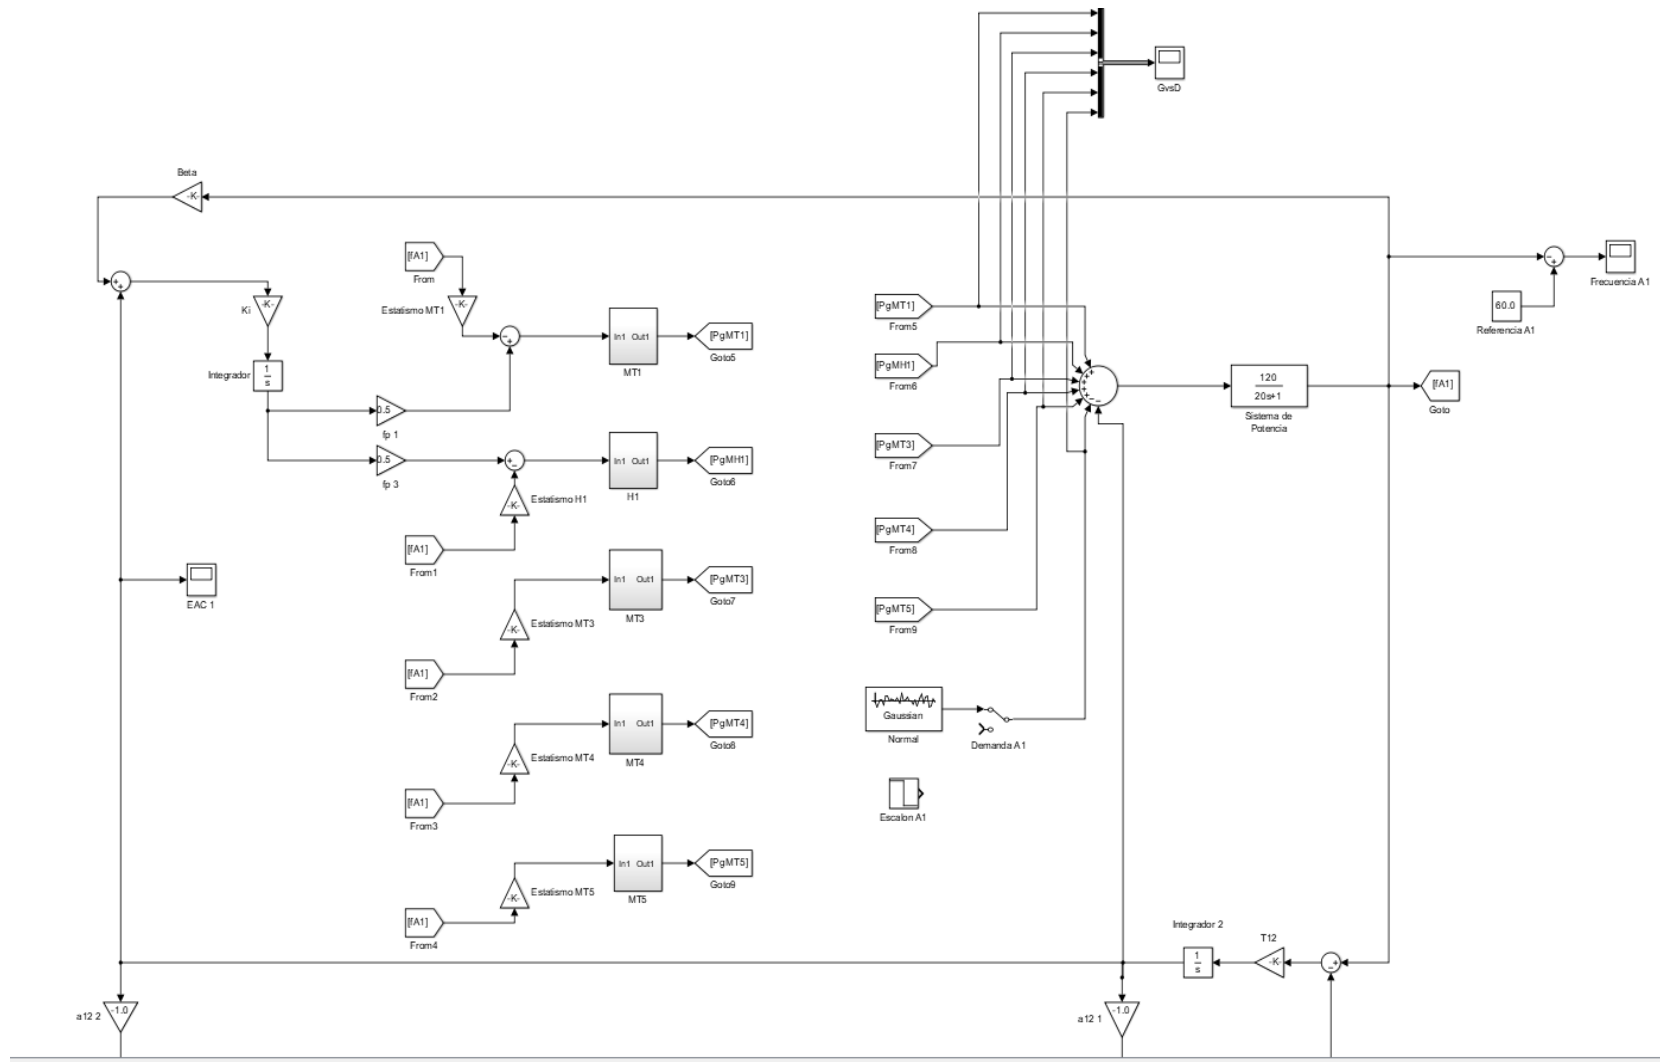 GvsD
Beta
-K-
[fA1]
From
Ki
-K-
Estatismo MT1
-K-
Integrador
1
s
In1 Out1
MT1
[PgMT1]
Goto5
0.5
fp 1
0.5
fp 3
In1 Out1
H1
[PgMH1]
Goto6
-K-
Estatismo H1
[fA1]
From1
EAC 1
In1 Out1
MT3
[PgMT3]
Goto7
-K-
Estatismo MT3
[fA1]
From2
In1 Out1
MT4
[PgMT4]
Goto8
-K-
Estatismo MT4
[fA1]
From3
In1 Out1
MT5
[PgMT5]
Goto9
-K-
Estatismo MT5
[fA1]
From4
[PgMT1]
From5
[PgMH1]
From6
[PgMT3]
From7
[PgMT4]
From8
[PgMT5]
From9
Gaussian
Normal
Demanda A1
Escalon A1
120
20s+1
Sistema de
Potencia
[fA1]
Goto
Frecuencia A1
60.0
Referencia A1
Integrador 2
1
s
T12
-K-
-1.0
a12 2
-1.0
a12 1